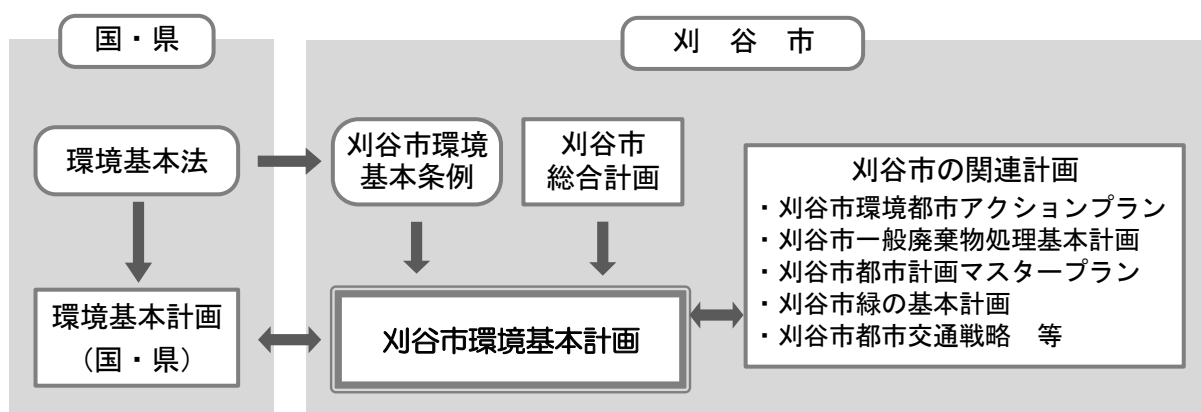 国・県
刈　谷　市
環境基本法
刈谷市環境
基本条例
刈谷市
総合計画
環境基本計画
（国・県）
刈谷市環境基本計画
刈谷市の関連計画
・刈谷市環境都市アクションプラン
・刈谷市一般廃棄物処理基本計画
・刈谷市都市計画マスタープラン
・刈谷市緑の基本計画
・刈谷市都市交通戦略　等